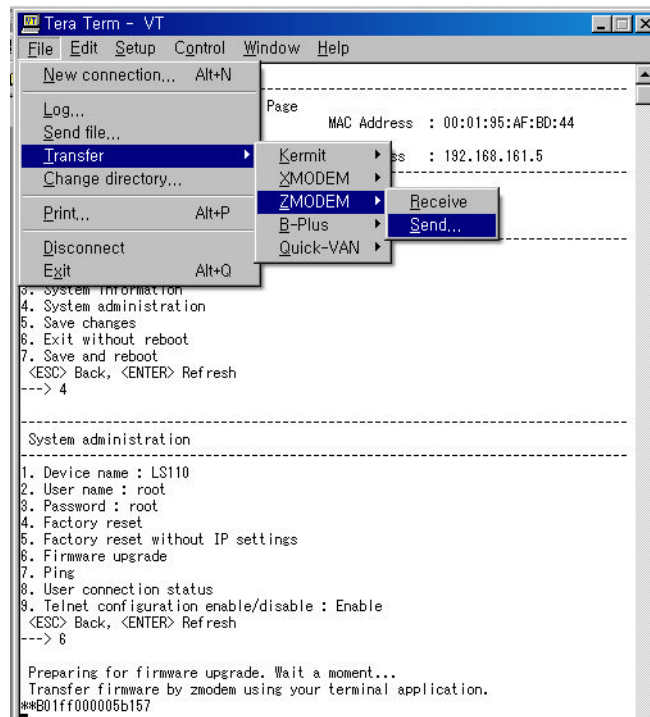 Tera Term - VT
File Edit Setup Control Window Help
New connection... Alt+N
Log...
Send file...
Transfer
Change directory...
Print... Alt+P
Disconnect
Exit Alt+Q
Kermit
XMODEM
ZMODEM
B-Plus
Quick-VAN
Receive
Send...
Page
MAC Address : 00:01:95:AF:BD:44
ss : 192.168.161.5
3. System information
4. System administration
5. Save changes
6. Exit without reboot
7. Save and reboot
<ESC> Back, <ENTER> Refresh
---> 4
System administration
1. Device name : LS110
2. User name : root
3. Password : root
4. Factory reset
5. Factory reset without IP settings
6. Firmware upgrade
7. Ping
8. User connection status
9. Telnet configuration enable/disable : Enable
<ESC> Back, <ENTER> Refresh
---> 6
Preparing for firmware upgrade. Wait a moment...
Transfer firmware by zmodem using your terminal application.
**B01ff000005b157